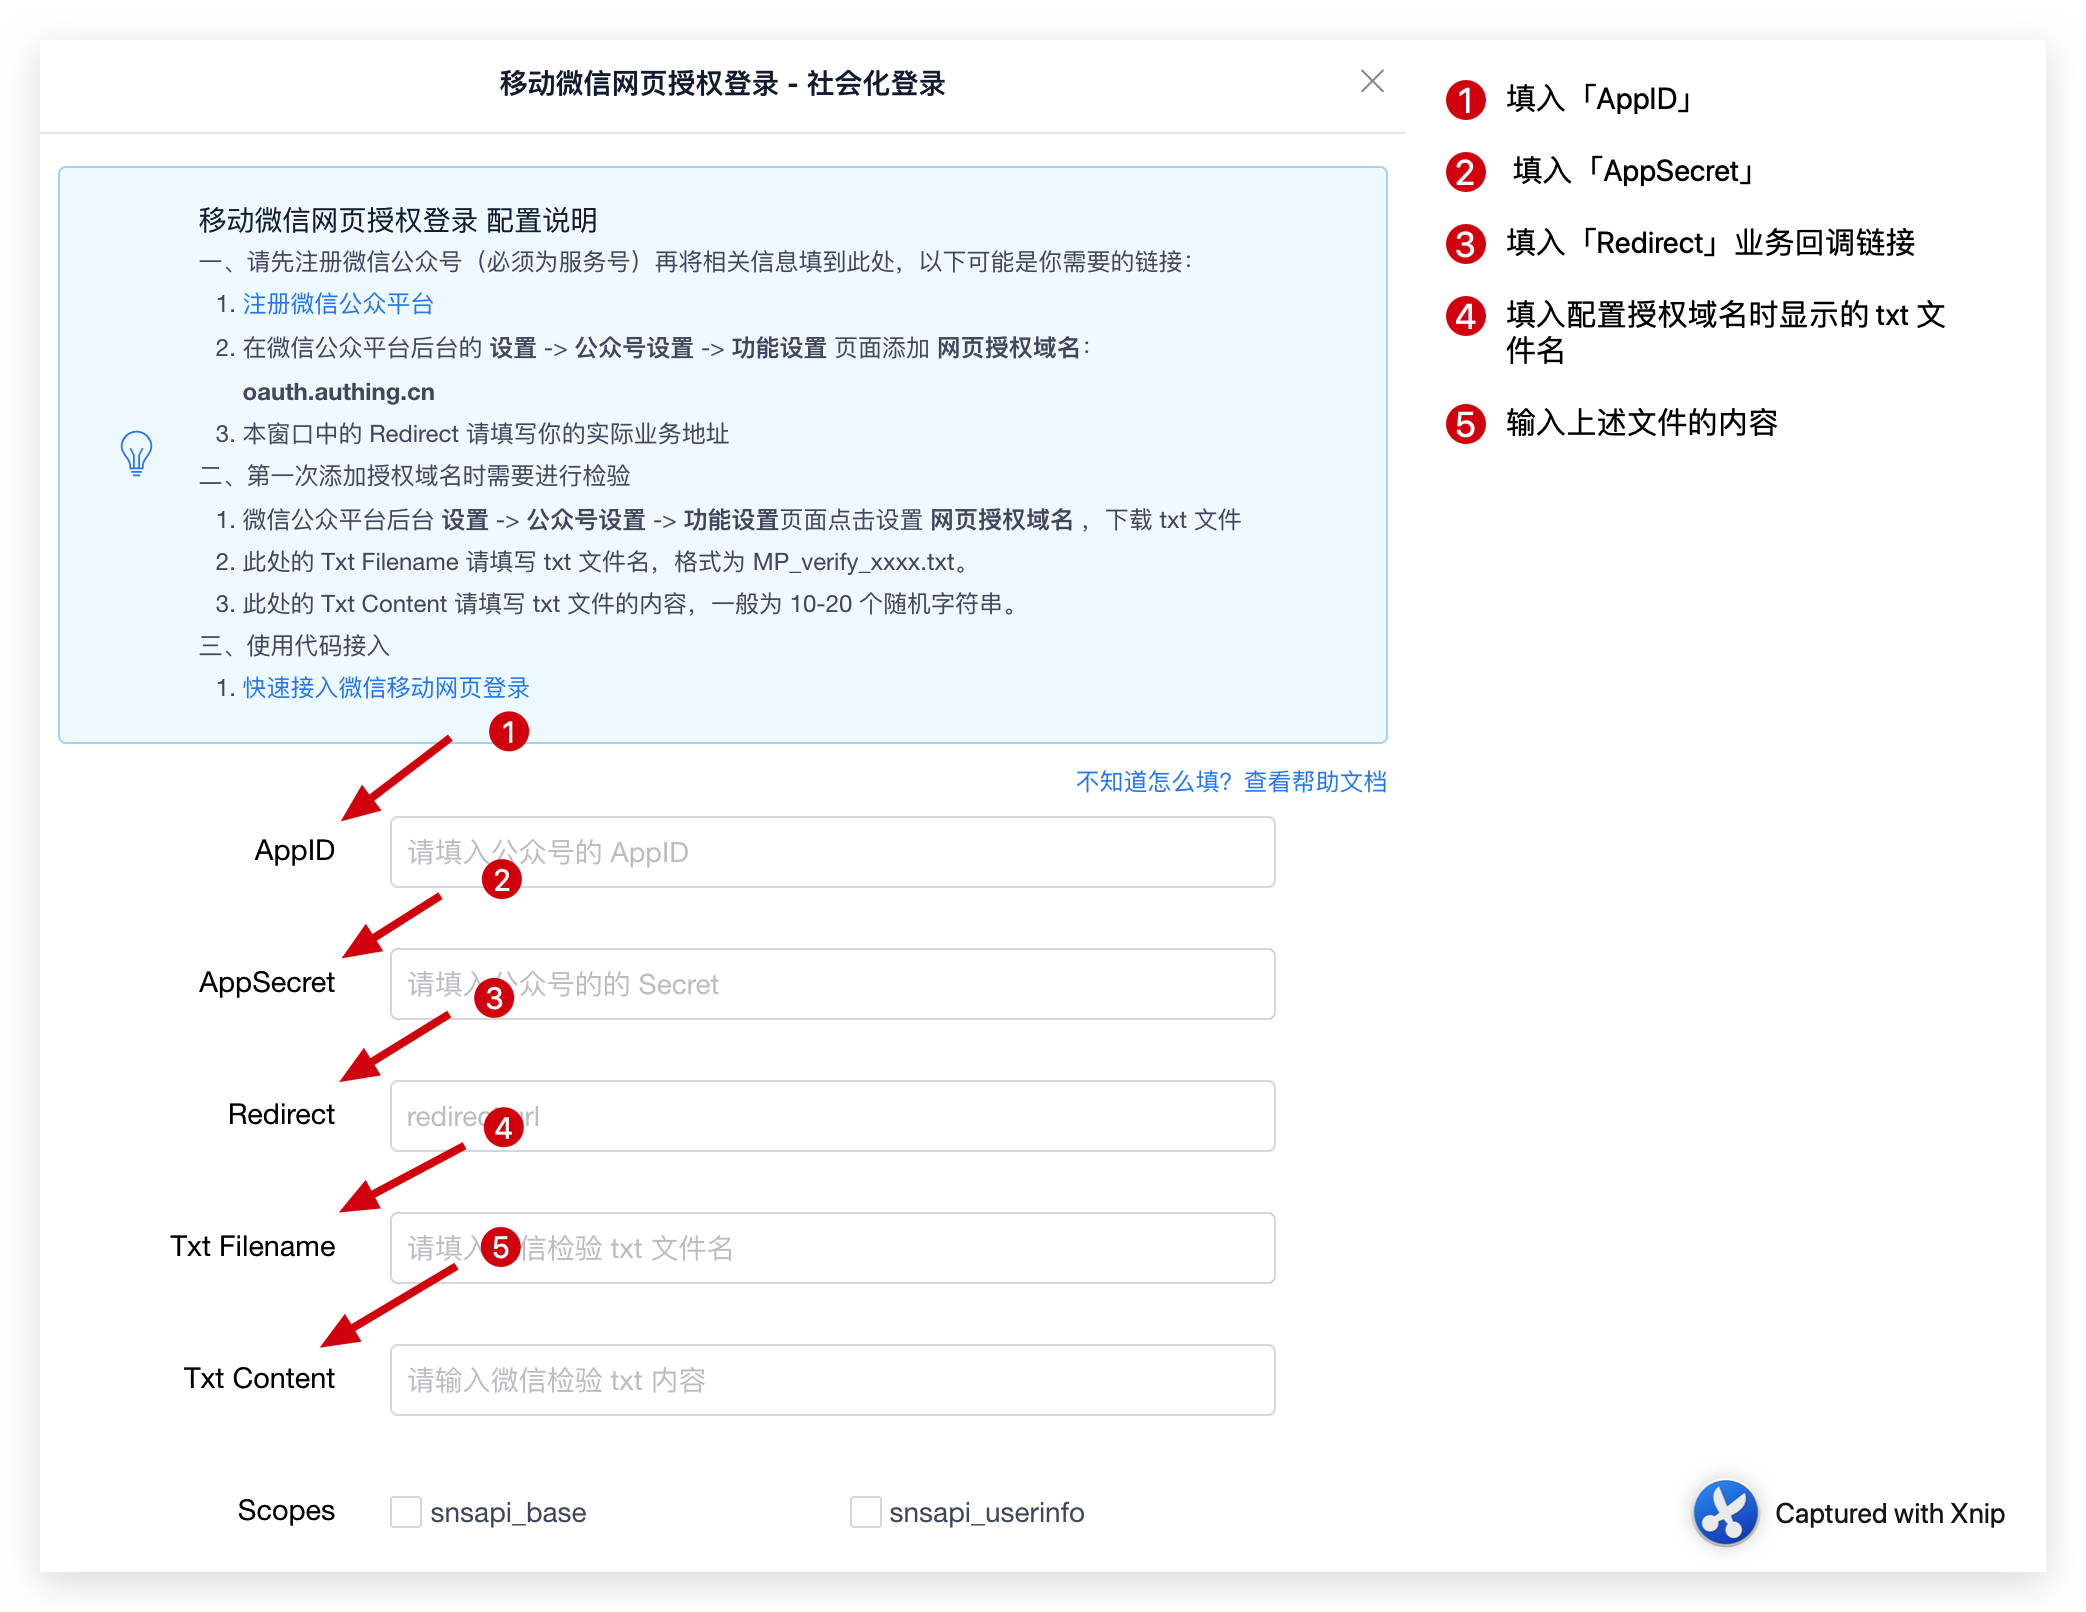 移动微信网页授权登录 - 社会化登录
移动微信网页授权登录 配置说明
一、请先注册微信公众号（必须为服务号）再将相关信息填到此处，以下可能是你需要的链接：
1. 注册微信公众平台
2. 在微信公众平台后台的 设置 -> 公众号设置 -> 功能设置 页面添加 网页授权域名：
oauth.authing.cn
3. 本窗口中的 Redirect 请填写你的实际业务地址
二、第一次添加授权域名时需要进行检验
1. 微信公众平台后台 设置 -> 公众号设置 -> 功能设置页面点击设置 网页授权域名 ，下载 txt 文件
2. 此处的 Txt Filename 请填写 txt 文件名，格式为 MP_verify_xxxx.txt。
3. 此处的 Txt Content 请填写 txt 文件的内容，一般为 10-20 个随机字符串。
三、使用代码接入
1. 快速接入微信移动网页登录
1
不知道怎么填？查看帮助文档
AppID 请填入公众号的 AppID
2
AppSecret 请填入公众号的的 Secret
3
Redirect redirect url
4
Txt Filename 请填入微信检验 txt 文件名
5
Txt Content 请输入微信检验 txt 内容
Scopes snsapi_base snsapi_userinfo
1 填入「AppID」
2 填入「AppSecret」
3 填入「Redirect」业务回调链接
4 填入配置授权域名时显示的 txt 文
件名
5 输入上述文件的内容
Captured with Xnip